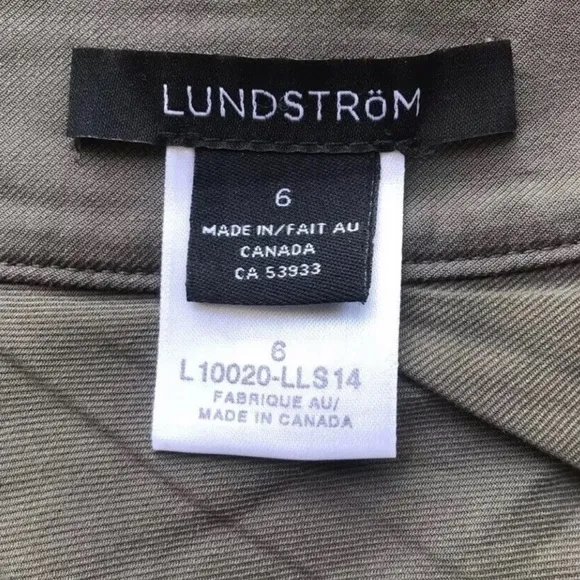 LUNDSTRÖM
6
MADE IN/FAIT AU
CANADA
CA 53933
6
L10020-LLS14
FABRIQUE AU/
MADE IN CANADA